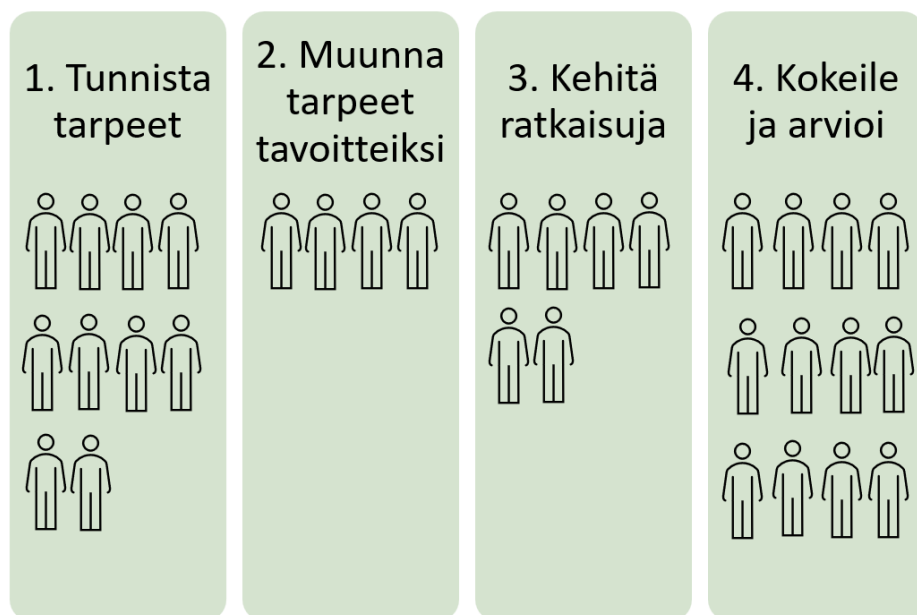 1. Tunnista
tarpeet
2. Muunna
tarpeet
tavoitteiksi
3. Kehitä
ratkaisuja
4. Kokeile
ja arvioi